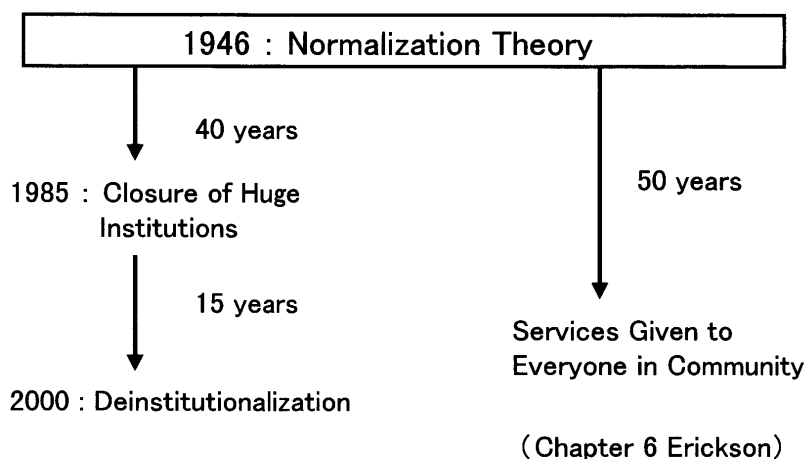 1946 : Normalization Theory
40 years
1985 : Closure of Huge
Institutions
15 years
2000 : Deinstitutionalization
50 years
Services Given to
Everyone in Community
(Chapter 6 Erickson)